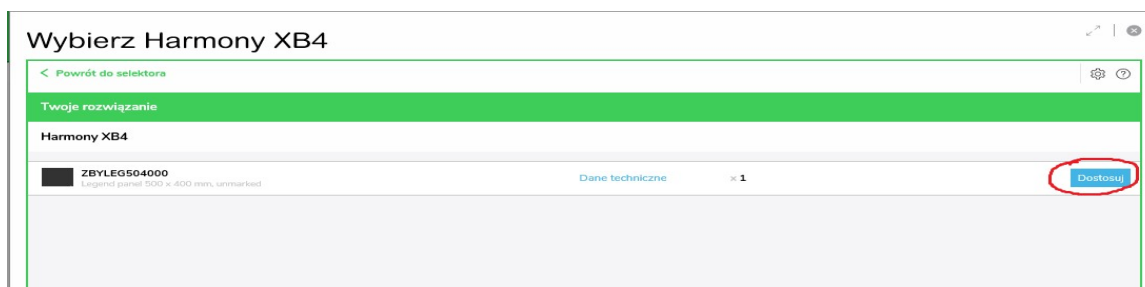 Wybierz Harmony XB4
Powrót do selektora
Twoje rozwiązanie
Harmony XB4
ZBYLEG504000
Legend panel 500 x 400 mm, unmarked
Dane techniczne
x 1
Dostosuj